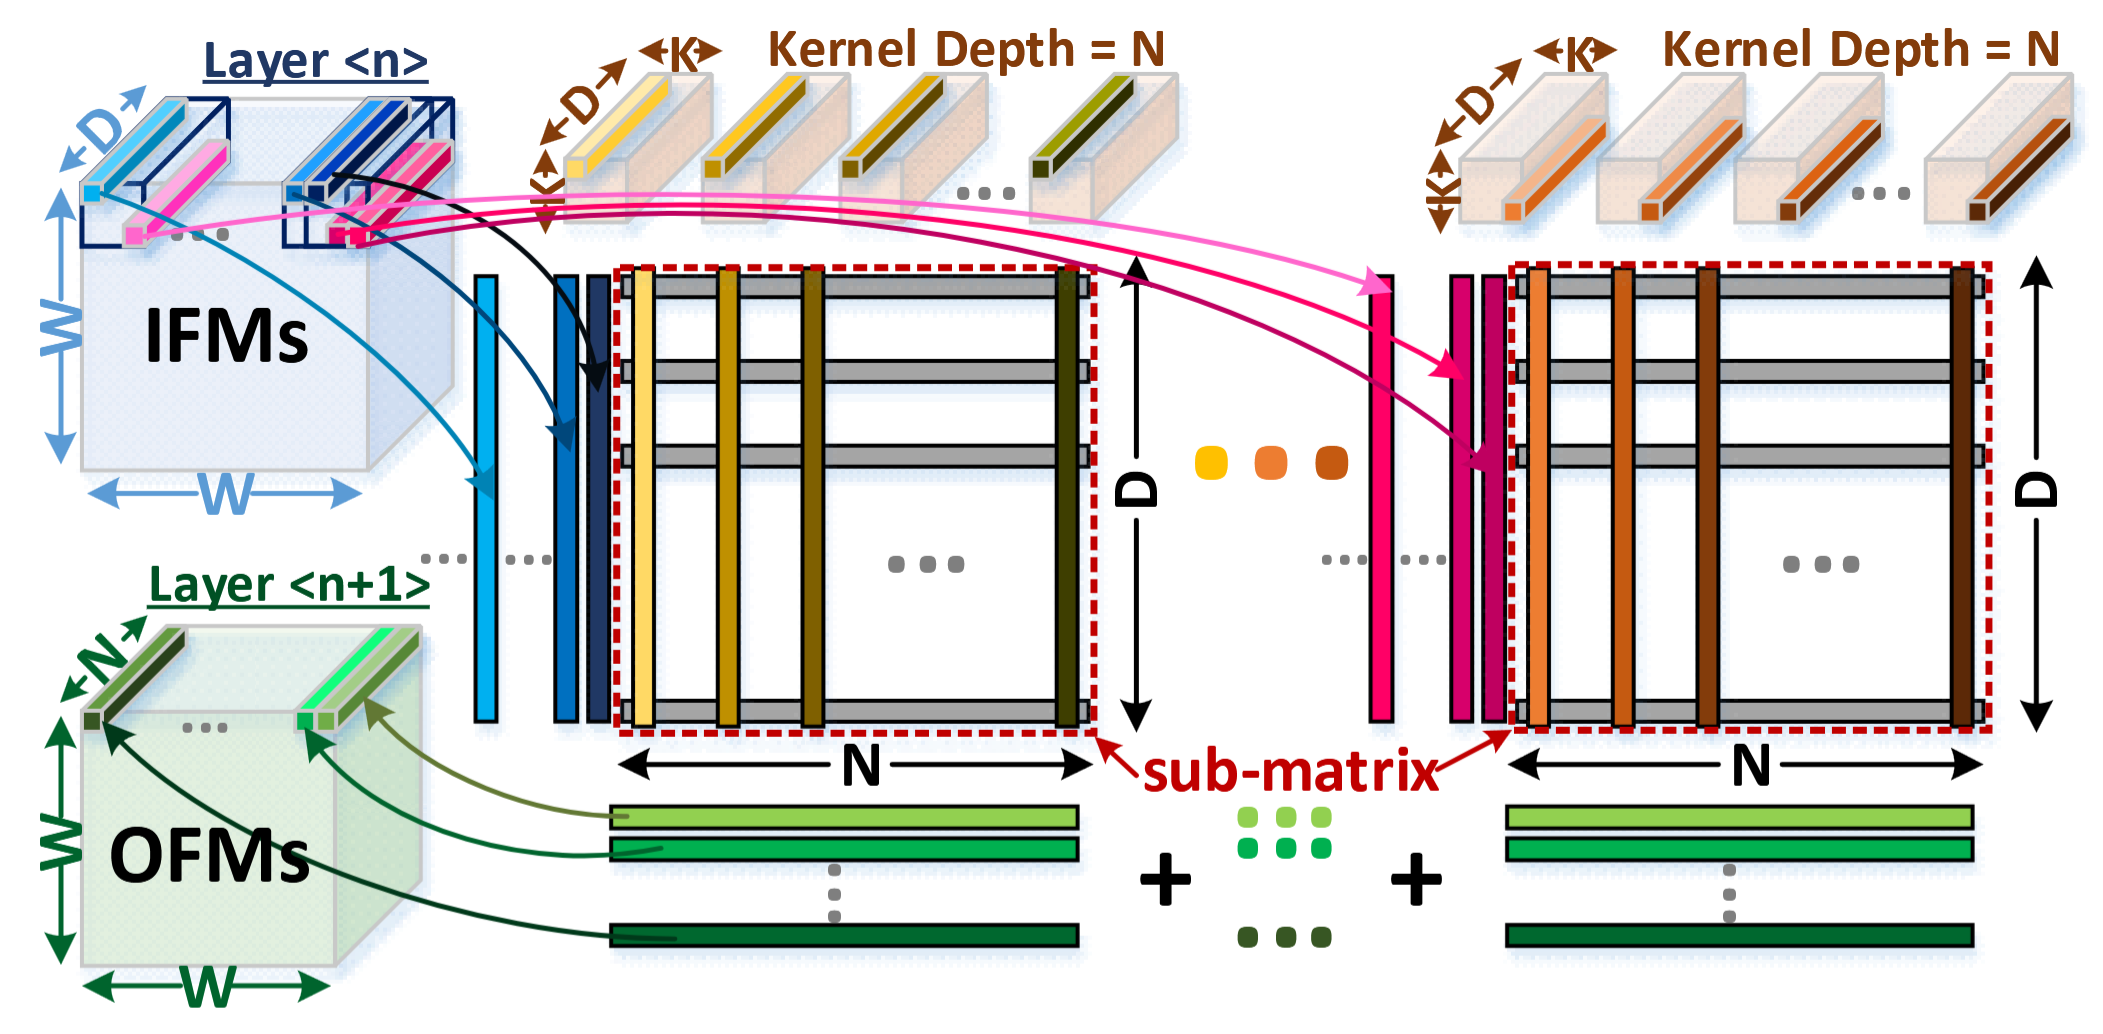 Layer <n>
D
W
IFMs
W
K
Kernel Depth = N
D
K
K
Kernel Depth = N
D
K
D
N
D
N
sub-matrix
Layer <n+1>
N
W
OFMs
W
+
+